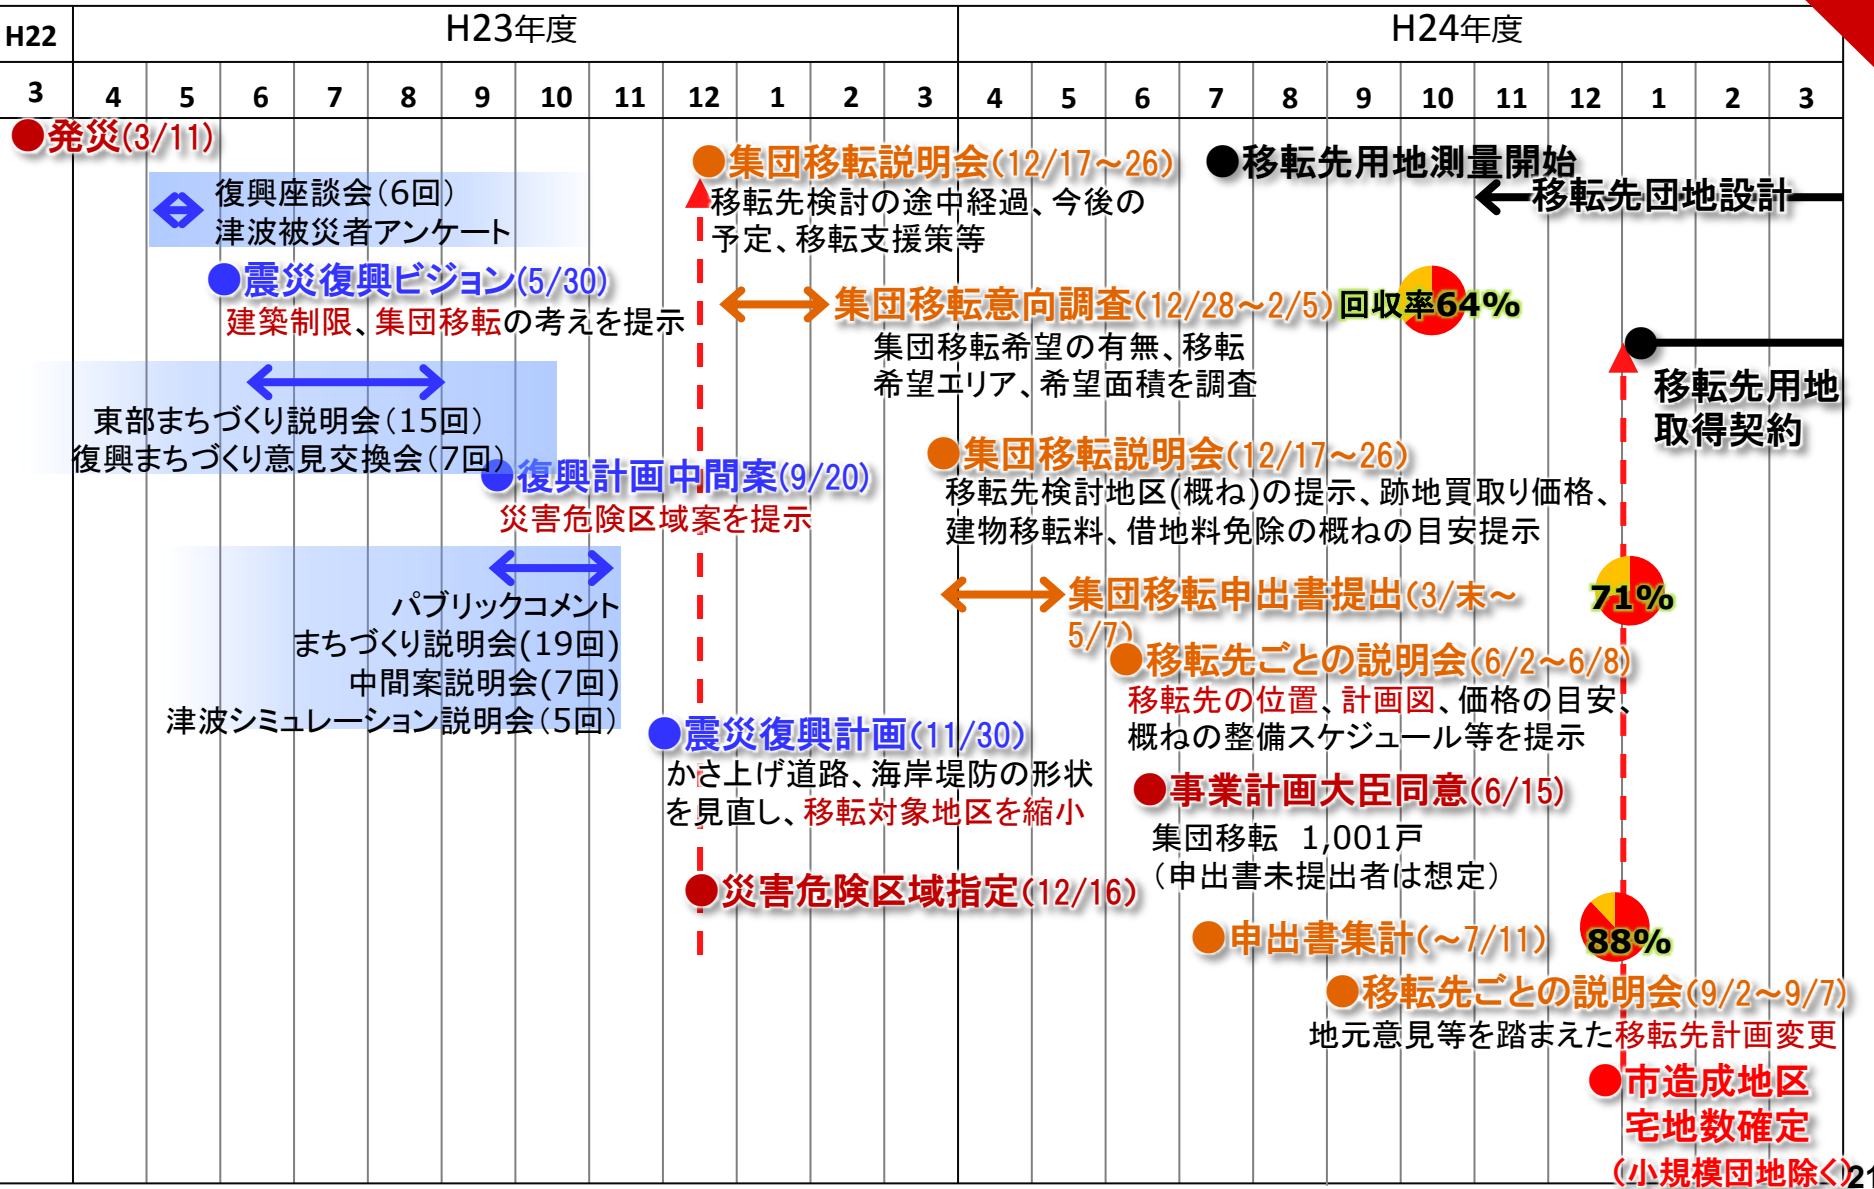 H22
H23年度
H24年度
3 4 5 6 7 8 9 10 11 12 1 2 3 4 5 6 7 8 9 10 11 12 1 2 3
●発災(3/11)
復興座談会(6回)
津波被災者アンケート
●震災復興ビジョン(5/30)
建築制限、集団移転の考えを提示
東部まちづくり説明会(15回)
復興まちづくり意見交換会(7回)
●復興計画中間案(9/20)
災害危険区域案を提示
パブリックコメント
まちづくり説明会(19回)
中間案説明会(7回)
津波シミュレーション説明会(5回)
●震災復興計画(11/30)
かさ上げ道路、海岸堤防の形状
を見直し、移転対象地区を縮小
●災害危険区域指定(12/16)
●集団移転説明会(12/17~26)
移転先検討の途中経過、今後の
予定、移転支援策等
集団移転意向調査(12/28~2/5)
回収率64%
集団移転希望の有無、移転
希望エリア、希望面積を調査
●集団移転説明会(12/17~26)
移転先検討地区(概ね)の提示、跡地買取り価格、
建物移転料、借地料免除の概ねの目安提示
集団移転申出書提出(3/末~
5/7)
71%
●移転先ごとの説明会(6/2~6/8)
移転先の位置、計画図、価格の目安、
概ねの整備スケジュール等を提示
●事業計画大臣同意(6/15)
集団移転 1,001戸
(申出書未提出者は想定)
●申出書集計(~7/11)
88%
●移転先ごとの説明会(9/2~9/7)
地元意見等を踏まえた移転先計画変更
●市造成地区
宅地数確定
(小規模団地除く)
●移転先用地測量開始
移転先団地設計
移転先用地
取得契約
21